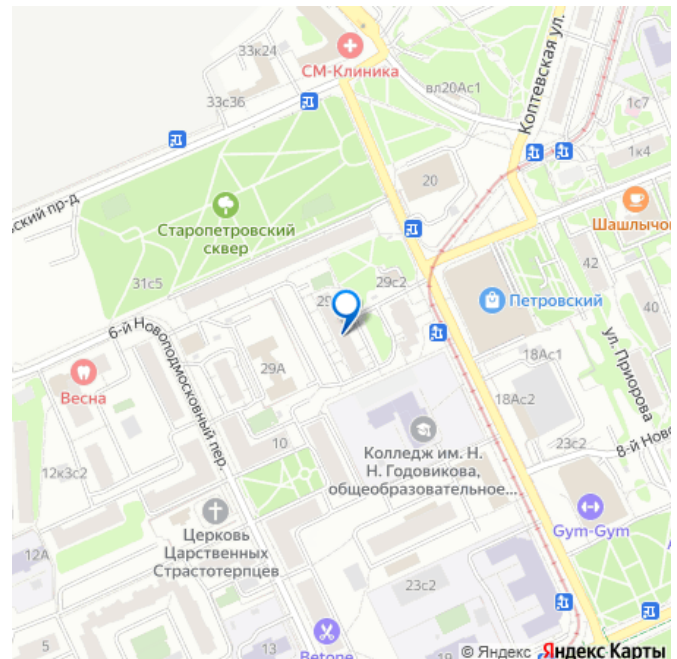 33к24
СМ-Клиника
33с36
вл20Ас1
Коптевская ул.
1с7
1к4
20
ский пр-д
Старопетровский
сквер
Шашлычо
31с5
29с2
42
29
Петровский
40
6-й Новоподмосковный пер.
29А
18Ас1
ул. Приорова
Весна
18Ас2
10
Колледж им. Н.
Н. Годовикова,
общеобразовательное...
23с2
8-й Ново
12к3с2
Церковь
Царственных
Страстотерпцев
Gym-Gym
12А
23с2
5
13
19
Betone
© Яндекс Яндекс Карты